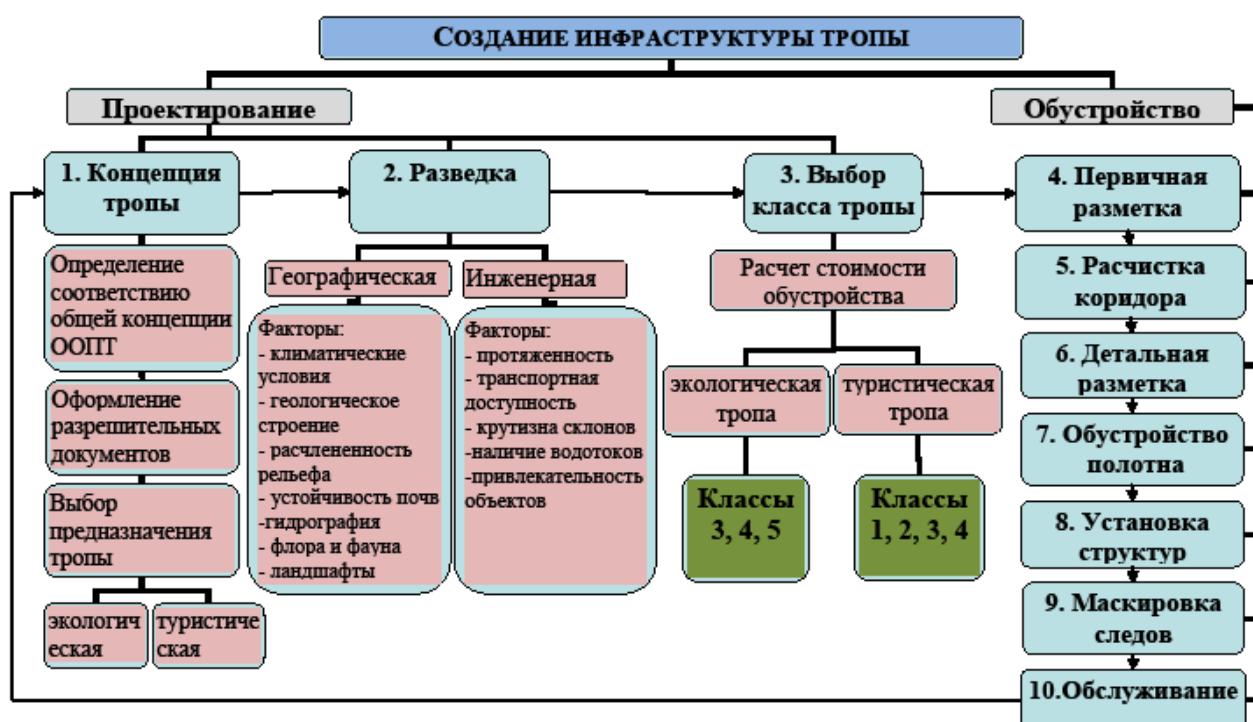 СОЗДАНИЕ ИНФРАСТРУКТУРЫ ТРОПЫ
Проектирование
Обустройство
1. Концепция
тропы
2. Разведка
3. Выбор
класса тропы
4. Первичная
разметка
Определение
соответствию
общей концепции
ООПТ
Оформление
разрешительных
документов
Выбор
предназначения
тропы
экологич
еская
туристиче
ская
Географическая
Факторы:
- климатические
условия
- геологическое
строение
- расчлененность
рельефа
- устойчивость почв
-гидрография
- флора и фауна
- ландшафты
Инженерная
Факторы:
- протяженность
- транспортная
доступность
- крутизна склонов
-наличие водотоков
-привлекательность
объектов
Расчет стоимости
обустройства
экологическая
тропа
туристическая
тропа
Классы
3, 4, 5
Классы
1, 2, 3, 4
5. Расчистка
коридора
6. Детальная
разметка
7. Обустройство
полотна
8. Установка
структур
9. Маскировка
следов
10.Обслуживание